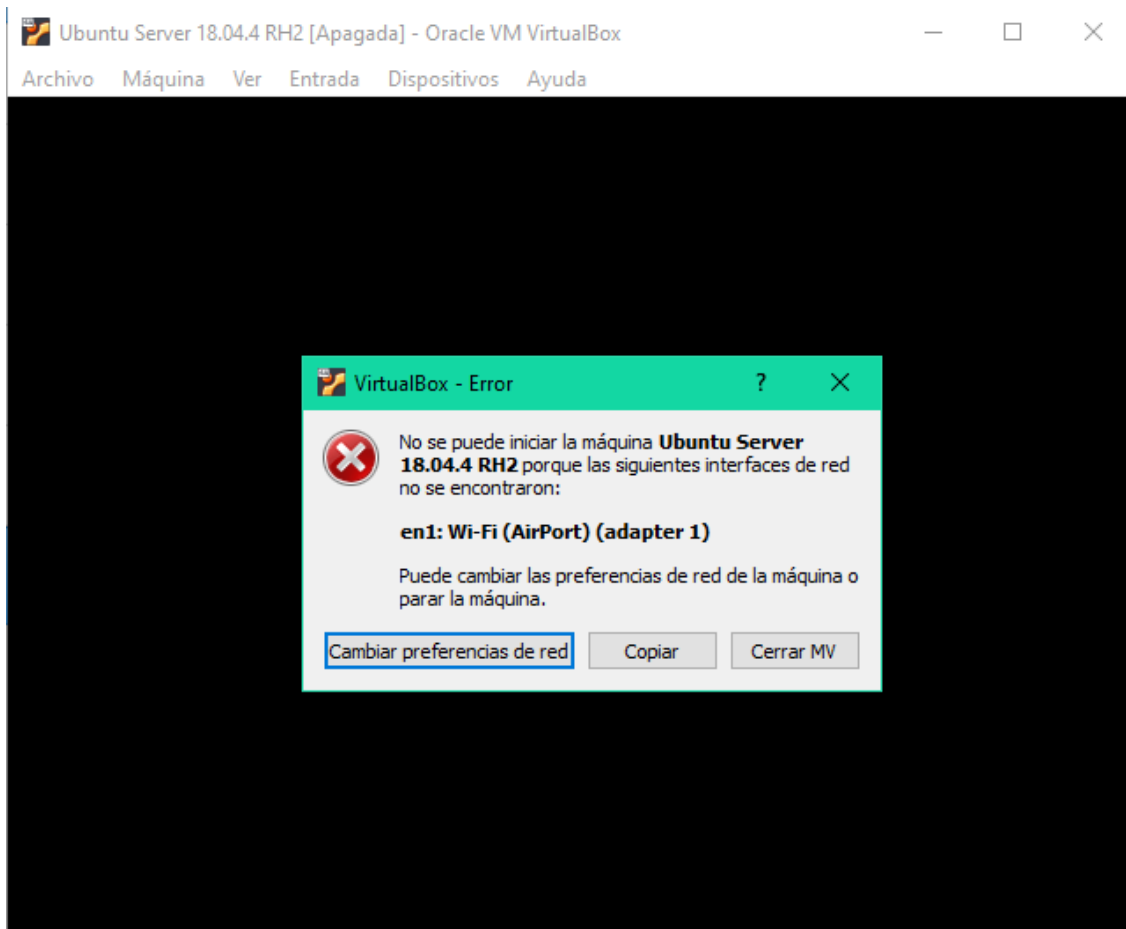 Ubuntu Server 18.04.4 RH2 [Apagada] - Oracle VM VirtualBox
Archivo Máquina Ver Entrada Dispositivos Ayuda
VirtualBox - Error ?
No se puede iniciar la máquina Ubuntu Server
18.04.4 RH2 porque las siguientes interfaces de red
no se encontraron:
en1: Wi-Fi (AirPort) (adapter 1)
Puede cambiar las preferencias de red de la máquina o
parar la máquina.
Cambiar preferencias de red Copiar Cerrar MV